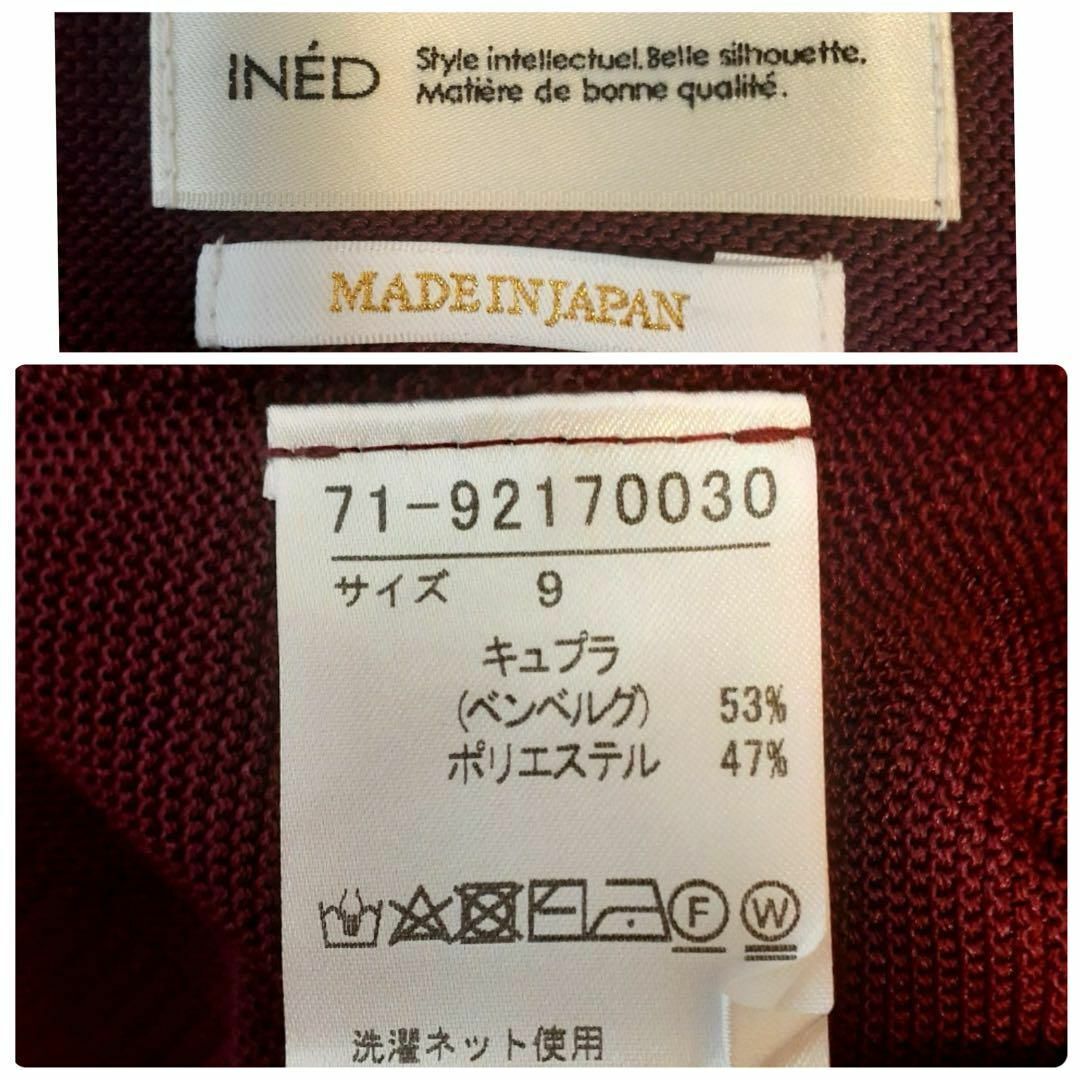 INÉD Style intellectuel. Belle silhouette.
Matière de bonne qualité.
MADE IN JAPAN
71-92170030
サイズ 9
キュプラ
(ベンベルグ) 53%
ポリエステル 47%
F W
洗濯ネット使用